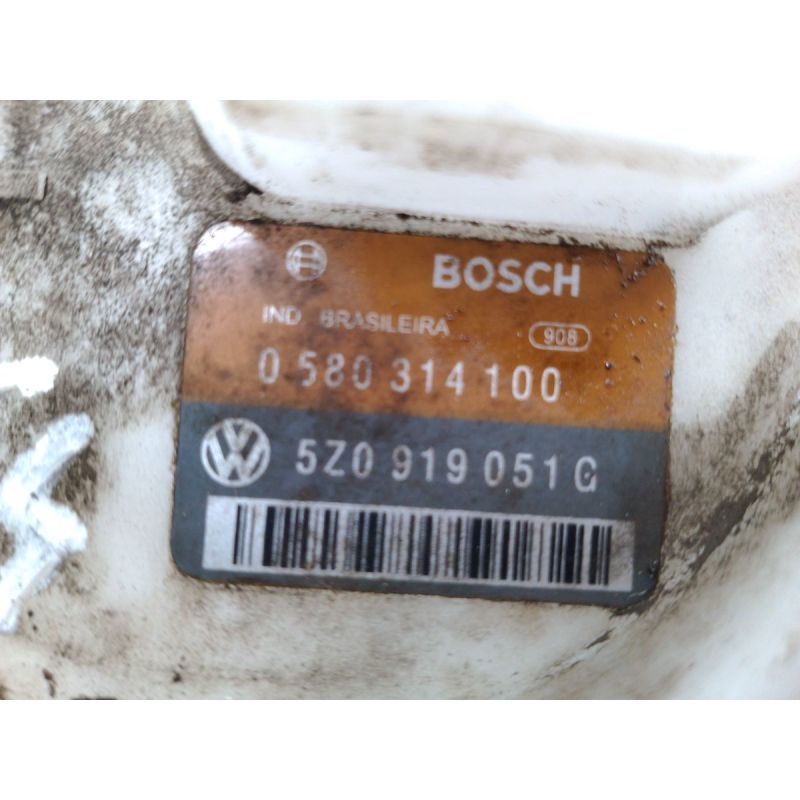 BOSCH
IND. BRASILEIRA 908
0 580 314 100
5Z0 919 051 G